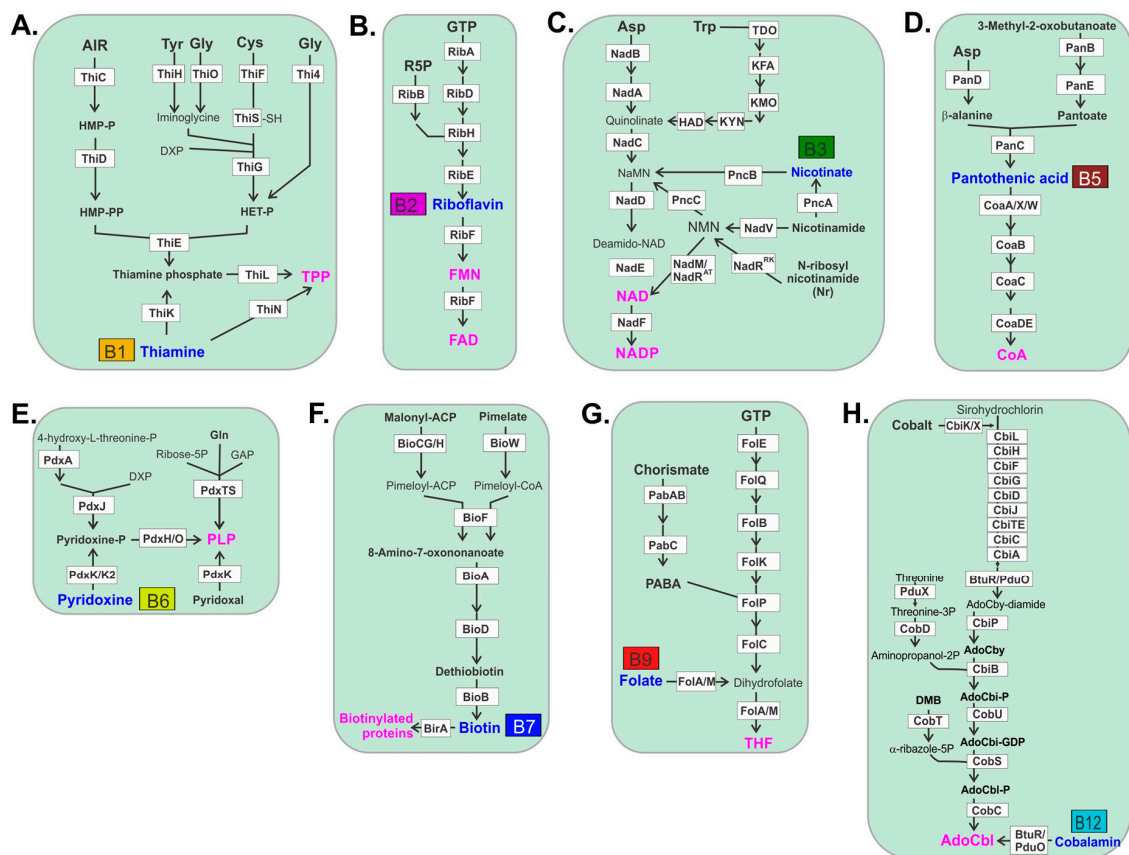 A.
AIR
Tyr Gly
Cys
Gly
ThiC
ThiH
ThiO
ThiF
Thi4
Iminoglycine
ThiS -SH
HMP-P
DXP
ThiD
ThiG
HMP-PP
HET-P
ThiE
Thiamine phosphate
ThiL
TPP
ThiK
ThiN
B1
Thiamine
B.
GTP
RibA
R5P
RibB
RibD
RibH
RibE
B2
Riboflavin
RibF
FMN
RibF
FAD
C.
Asp
Trp
TDO
NadB
KFA
NadA
KMO
Quinolinate
HAD
KYN
NadC
B3
NaMN
PncB
Nicotinate
NadD
PncC
PncA
NMN
NadV
Nicotinamide
Deamido-NAD
NadE
NadM/
NadR^AT
NadR^RK
N-ribosyl
nicotinamide
(Nr)
NAD
NadF
NADP
D.
3-Methyl-2-oxobutanoate
Asp
PanB
PanD
PanE
β-alanine
Pantoate
PanC
Pantothenic acid
B5
CoaA/X/W
CoaB
CoaC
CoaDE
CoA
E.
4-hydroxy-L-threonine-P
Gln
PdxA
Ribose-5P
GAP
DXP
PdxJ
PdxTS
Pyridoxine-P
PdxH/O
PLP
PdxK/K2
PdxK
Pyridoxine
B6
Pyridoxal
F.
Malonyl-ACP
Pimelate
BioCG/H
BioW
Pimeloyl-ACP
Pimeloyl-CoA
BioF
8-Amino-7-oxononanoate
BioA
BioD
Dethiobiotin
BioB
Biotinylated
proteins
BirA
Biotin
B7
G.
GTP
FolE
Chorismate
FolQ
PabAB
FolB
PabC
FolK
PABA
FolP
FolC
B9
Folate
FolA/M
Dihydrofolate
FolA/M
THF
H.
Sirohydrochlorin
Cobalt
CbiK/X
CbiL
CbiH
CbiF
CbiG
CbiD
CbiJ
CbiTE
CbiC
CbiA
Threonine
BtuR/PduO
PduX
AdoCby-diamide
Threonine-3P
CbiP
CobD
Aminopropanol-2P
AdoCby
CbiB
DMB
AdoCbi-P
CobT
CobU
α-ribazole-5P
AdoCbi-GDP
CobS
AdoCbl-P
CobC
B12
AdoCbl
BtuR/
PduO
Cobalamin